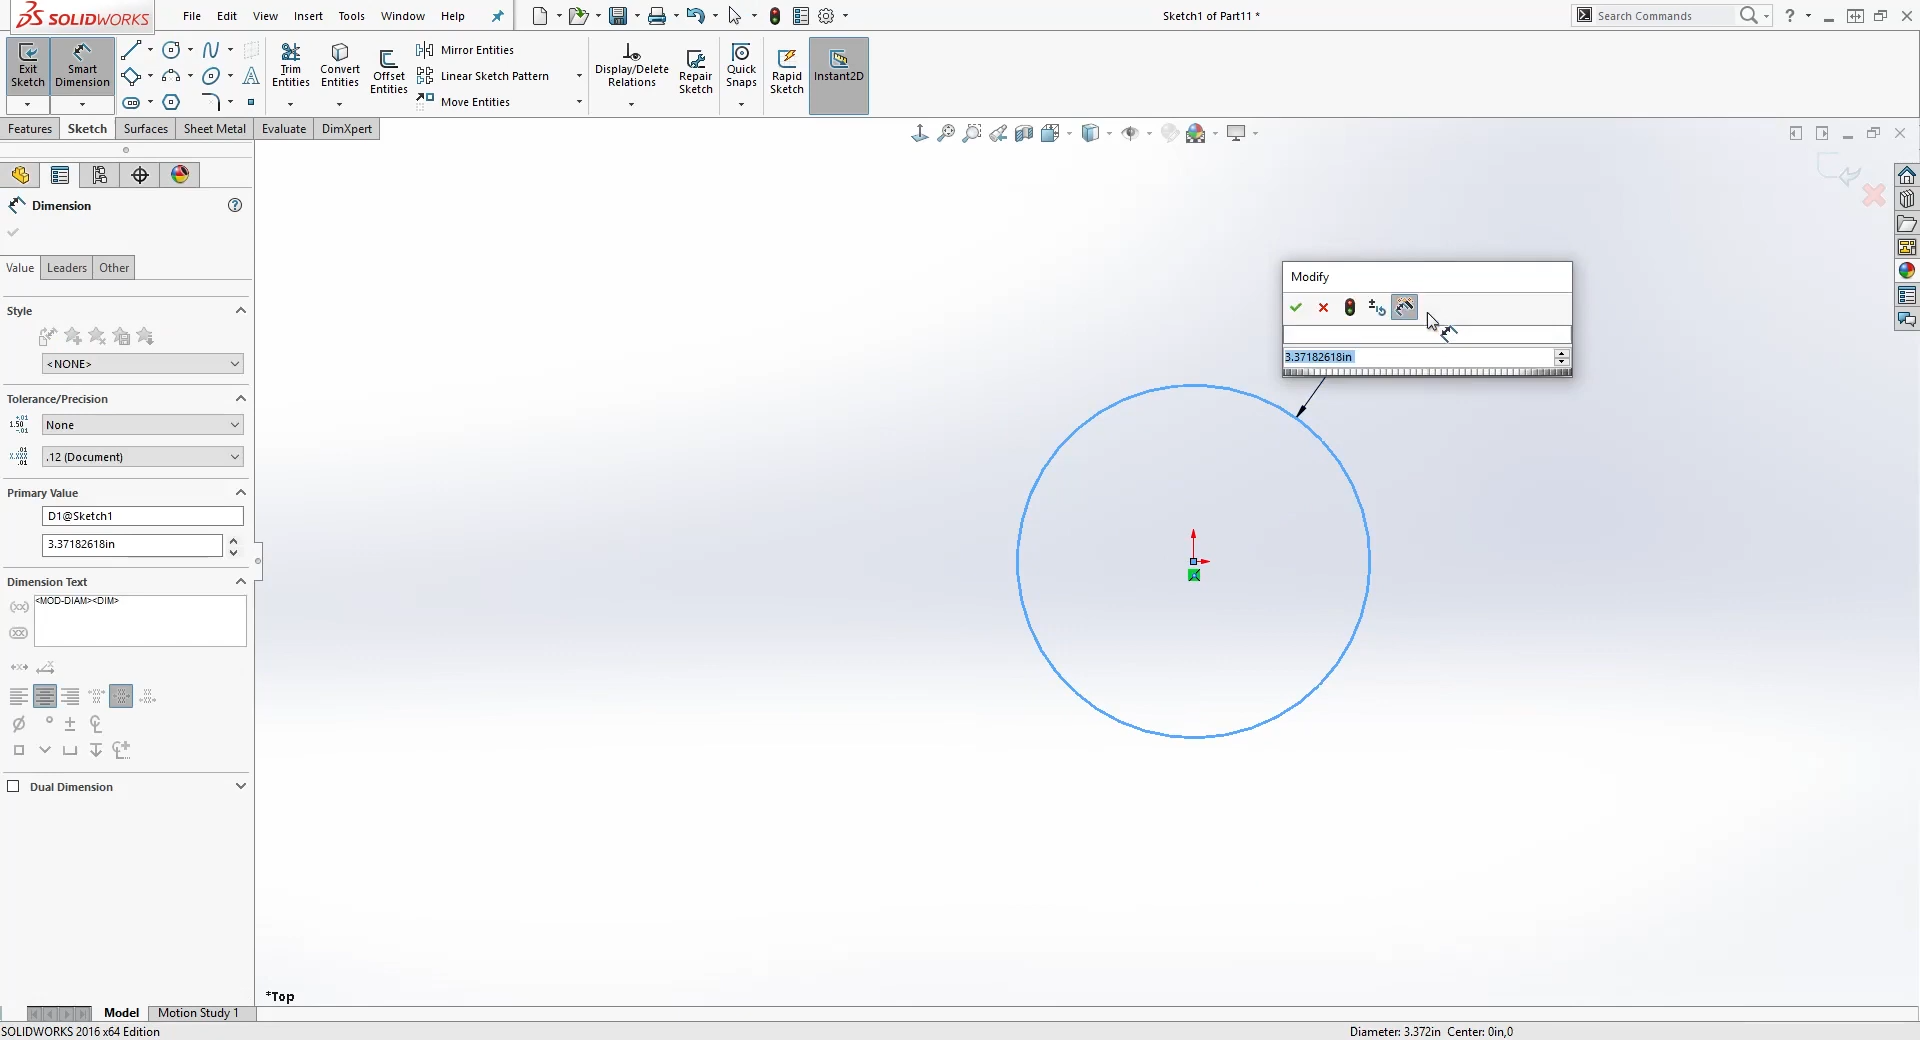 SOLIDWORKS
File Edit View Insert Tools Window Help
Sketch1 of Part11 *
Search Commands
Exit Sketch
Smart Dimension
Trim Entities
Convert Entities
Offset Entities
Mirror Entities
Linear Sketch Pattern
Move Entities
Display/Delete Relations
Repair Sketch
Quick Snaps
Rapid Sketch
Instant2D
Features Sketch Surfaces Sheet Metal Evaluate DimXpert
Dimension
Value Leaders Other
Style
<NONE>
Tolerance/Precision
None
.12 (Document)
Primary Value
D1@Sketch1
3.37182618in
Dimension Text
<MOD-DIAM><DIM>
Dual Dimension
Modify
3.37182618in
*Top
Model Motion Study 1
SOLIDWORKS 2016 x64 Edition
Diameter: 3.372in Center: 0in,0